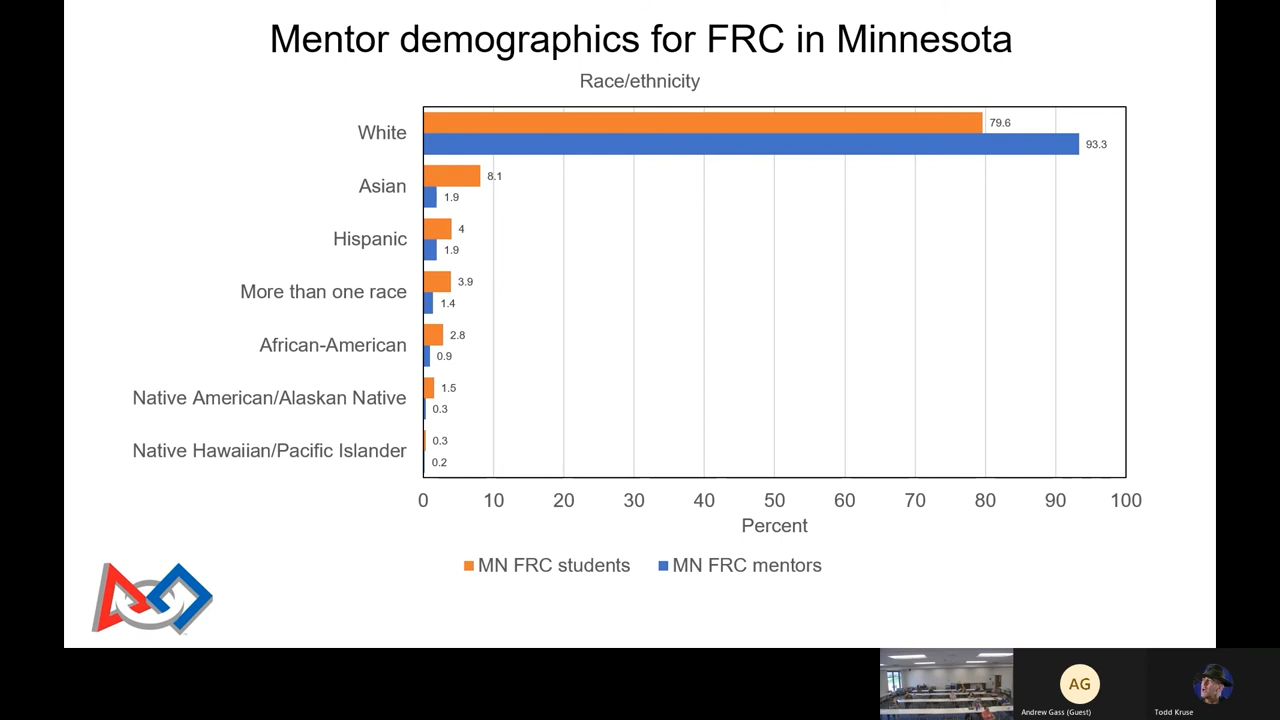 Mentor demographics for FRC in Minnesota
Race/ethnicity
White
79.6
93.3
Asian
8.1
1.9
Hispanic
4
1.9
More than one race
3.9
1.4
African-American
2.8
0.9
Native American/Alaskan Native
1.5
0.3
Native Hawaiian/Pacific Islander
0.3
0.2
0 10 20 30 40 50 60 70 80 90 100
Percent
MN FRC students MN FRC mentors
AG
Andrew Gass (Guest) Todd Kruse